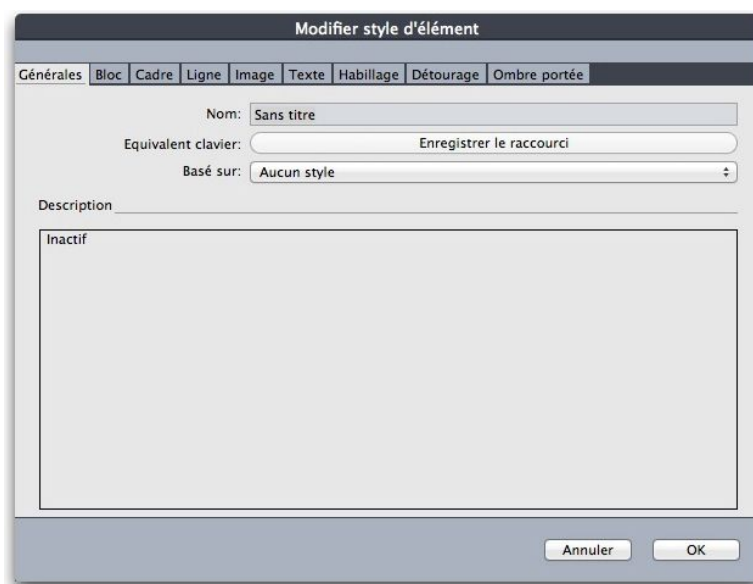 Modifier style d'élément
Générales Bloc Cadre Ligne Image Texte Habillage Détourage Ombre portée
Nom: Sans titre
Equivalent clavier: Enregistrer le raccourci
Basé sur: Aucun style
Description
Inactif
Annuler OK